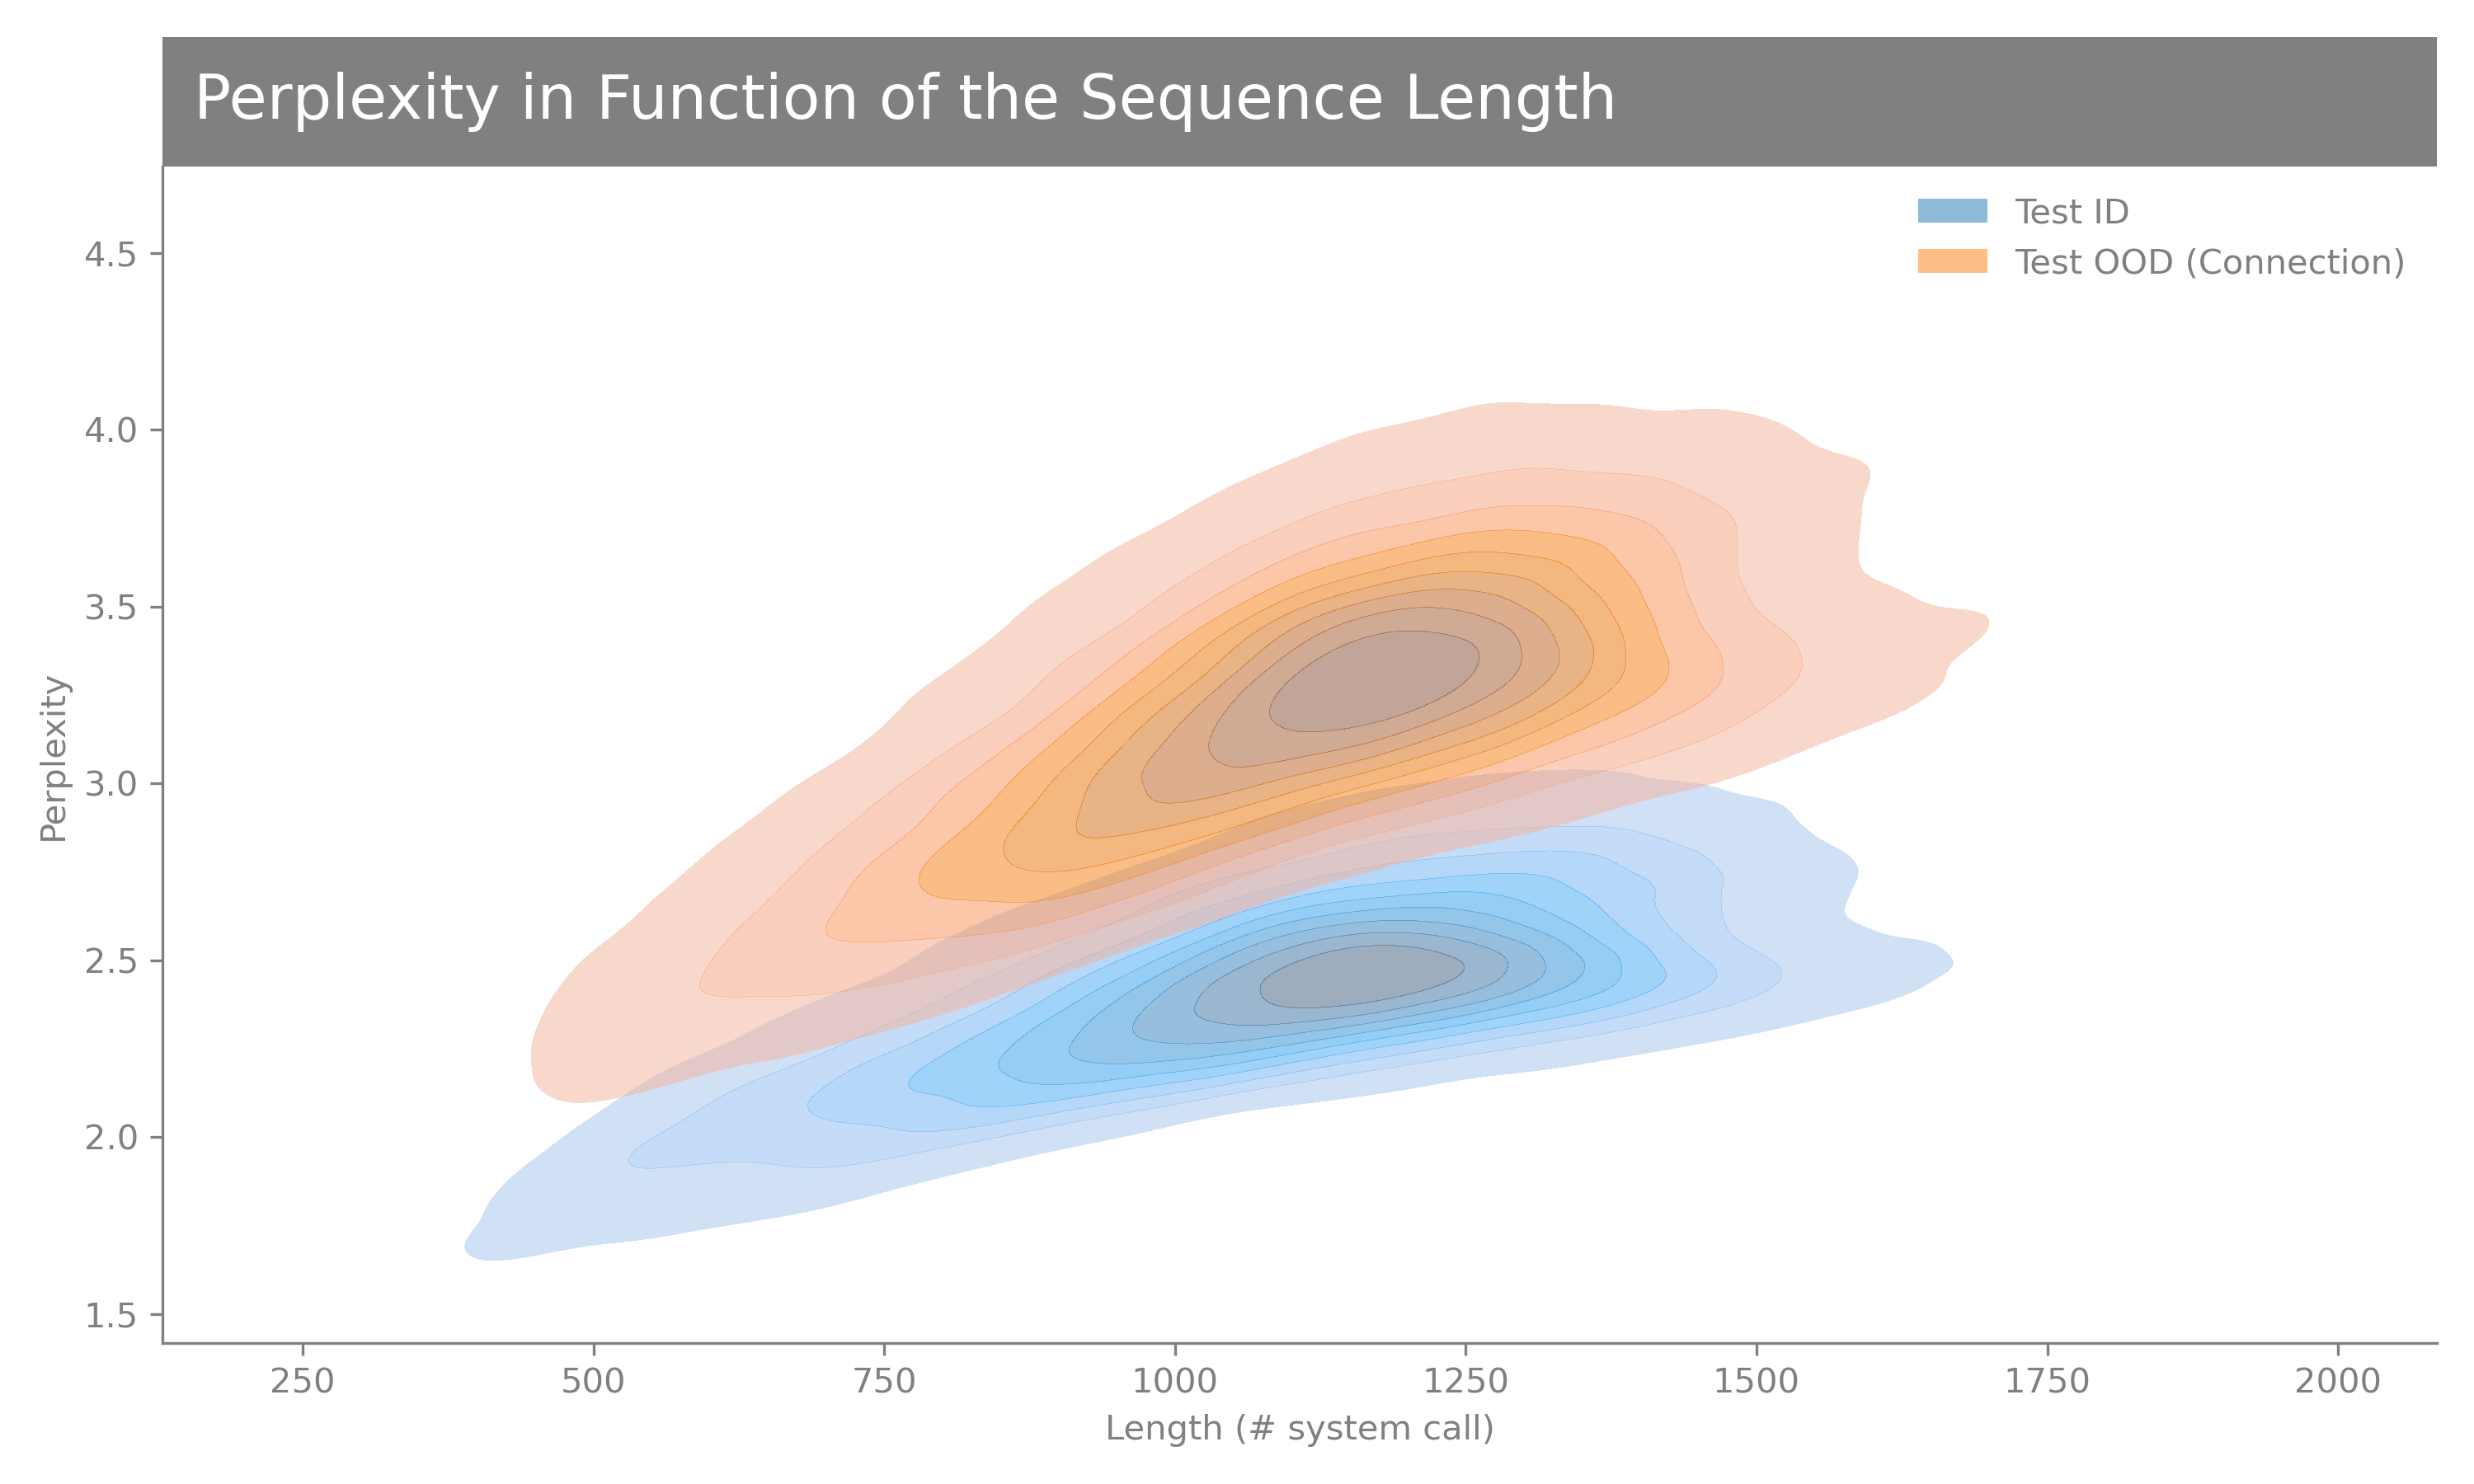 Perplexity in Function of the Sequence Length
Test ID
Test OOD (Connection)
4.5
4.0
3.5
3.0
2.5
2.0
1.5
Perplexity
250 500 750 1000 1250 1500 1750 2000
Length (# system call)